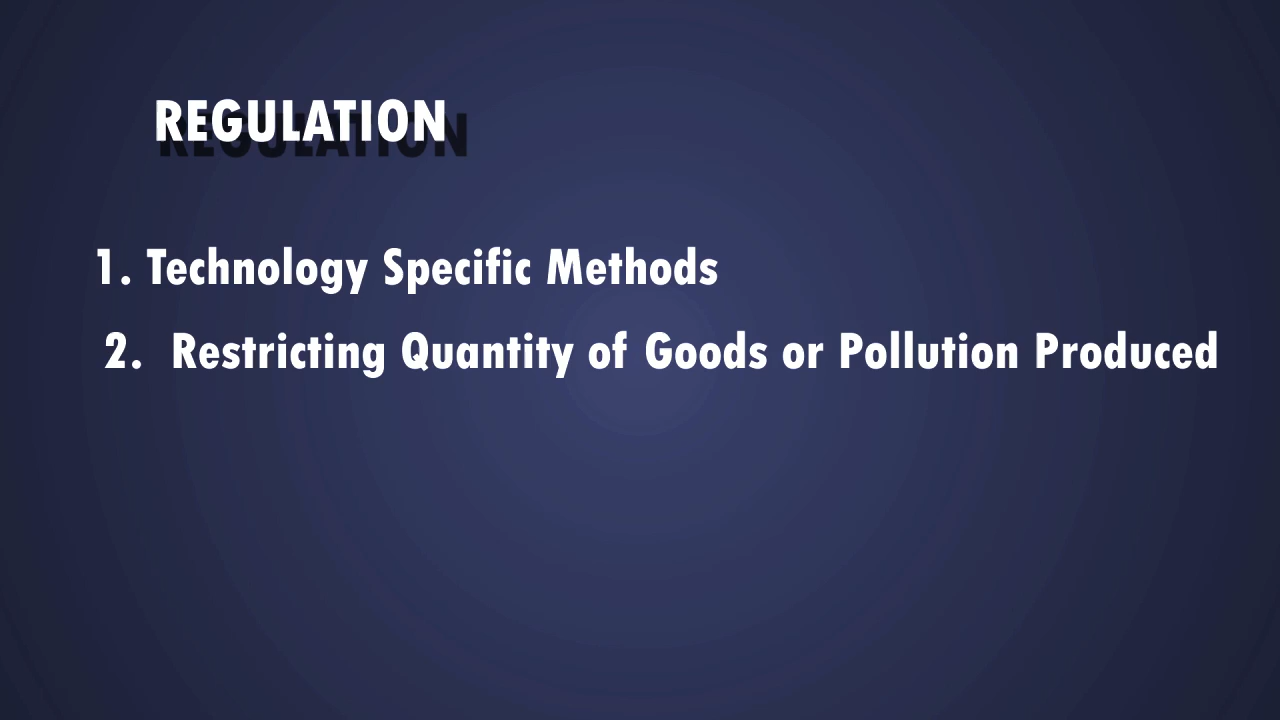 REGULATION
1. Technology Specific Methods
2. Restricting Quantity of Goods or Pollution Produced